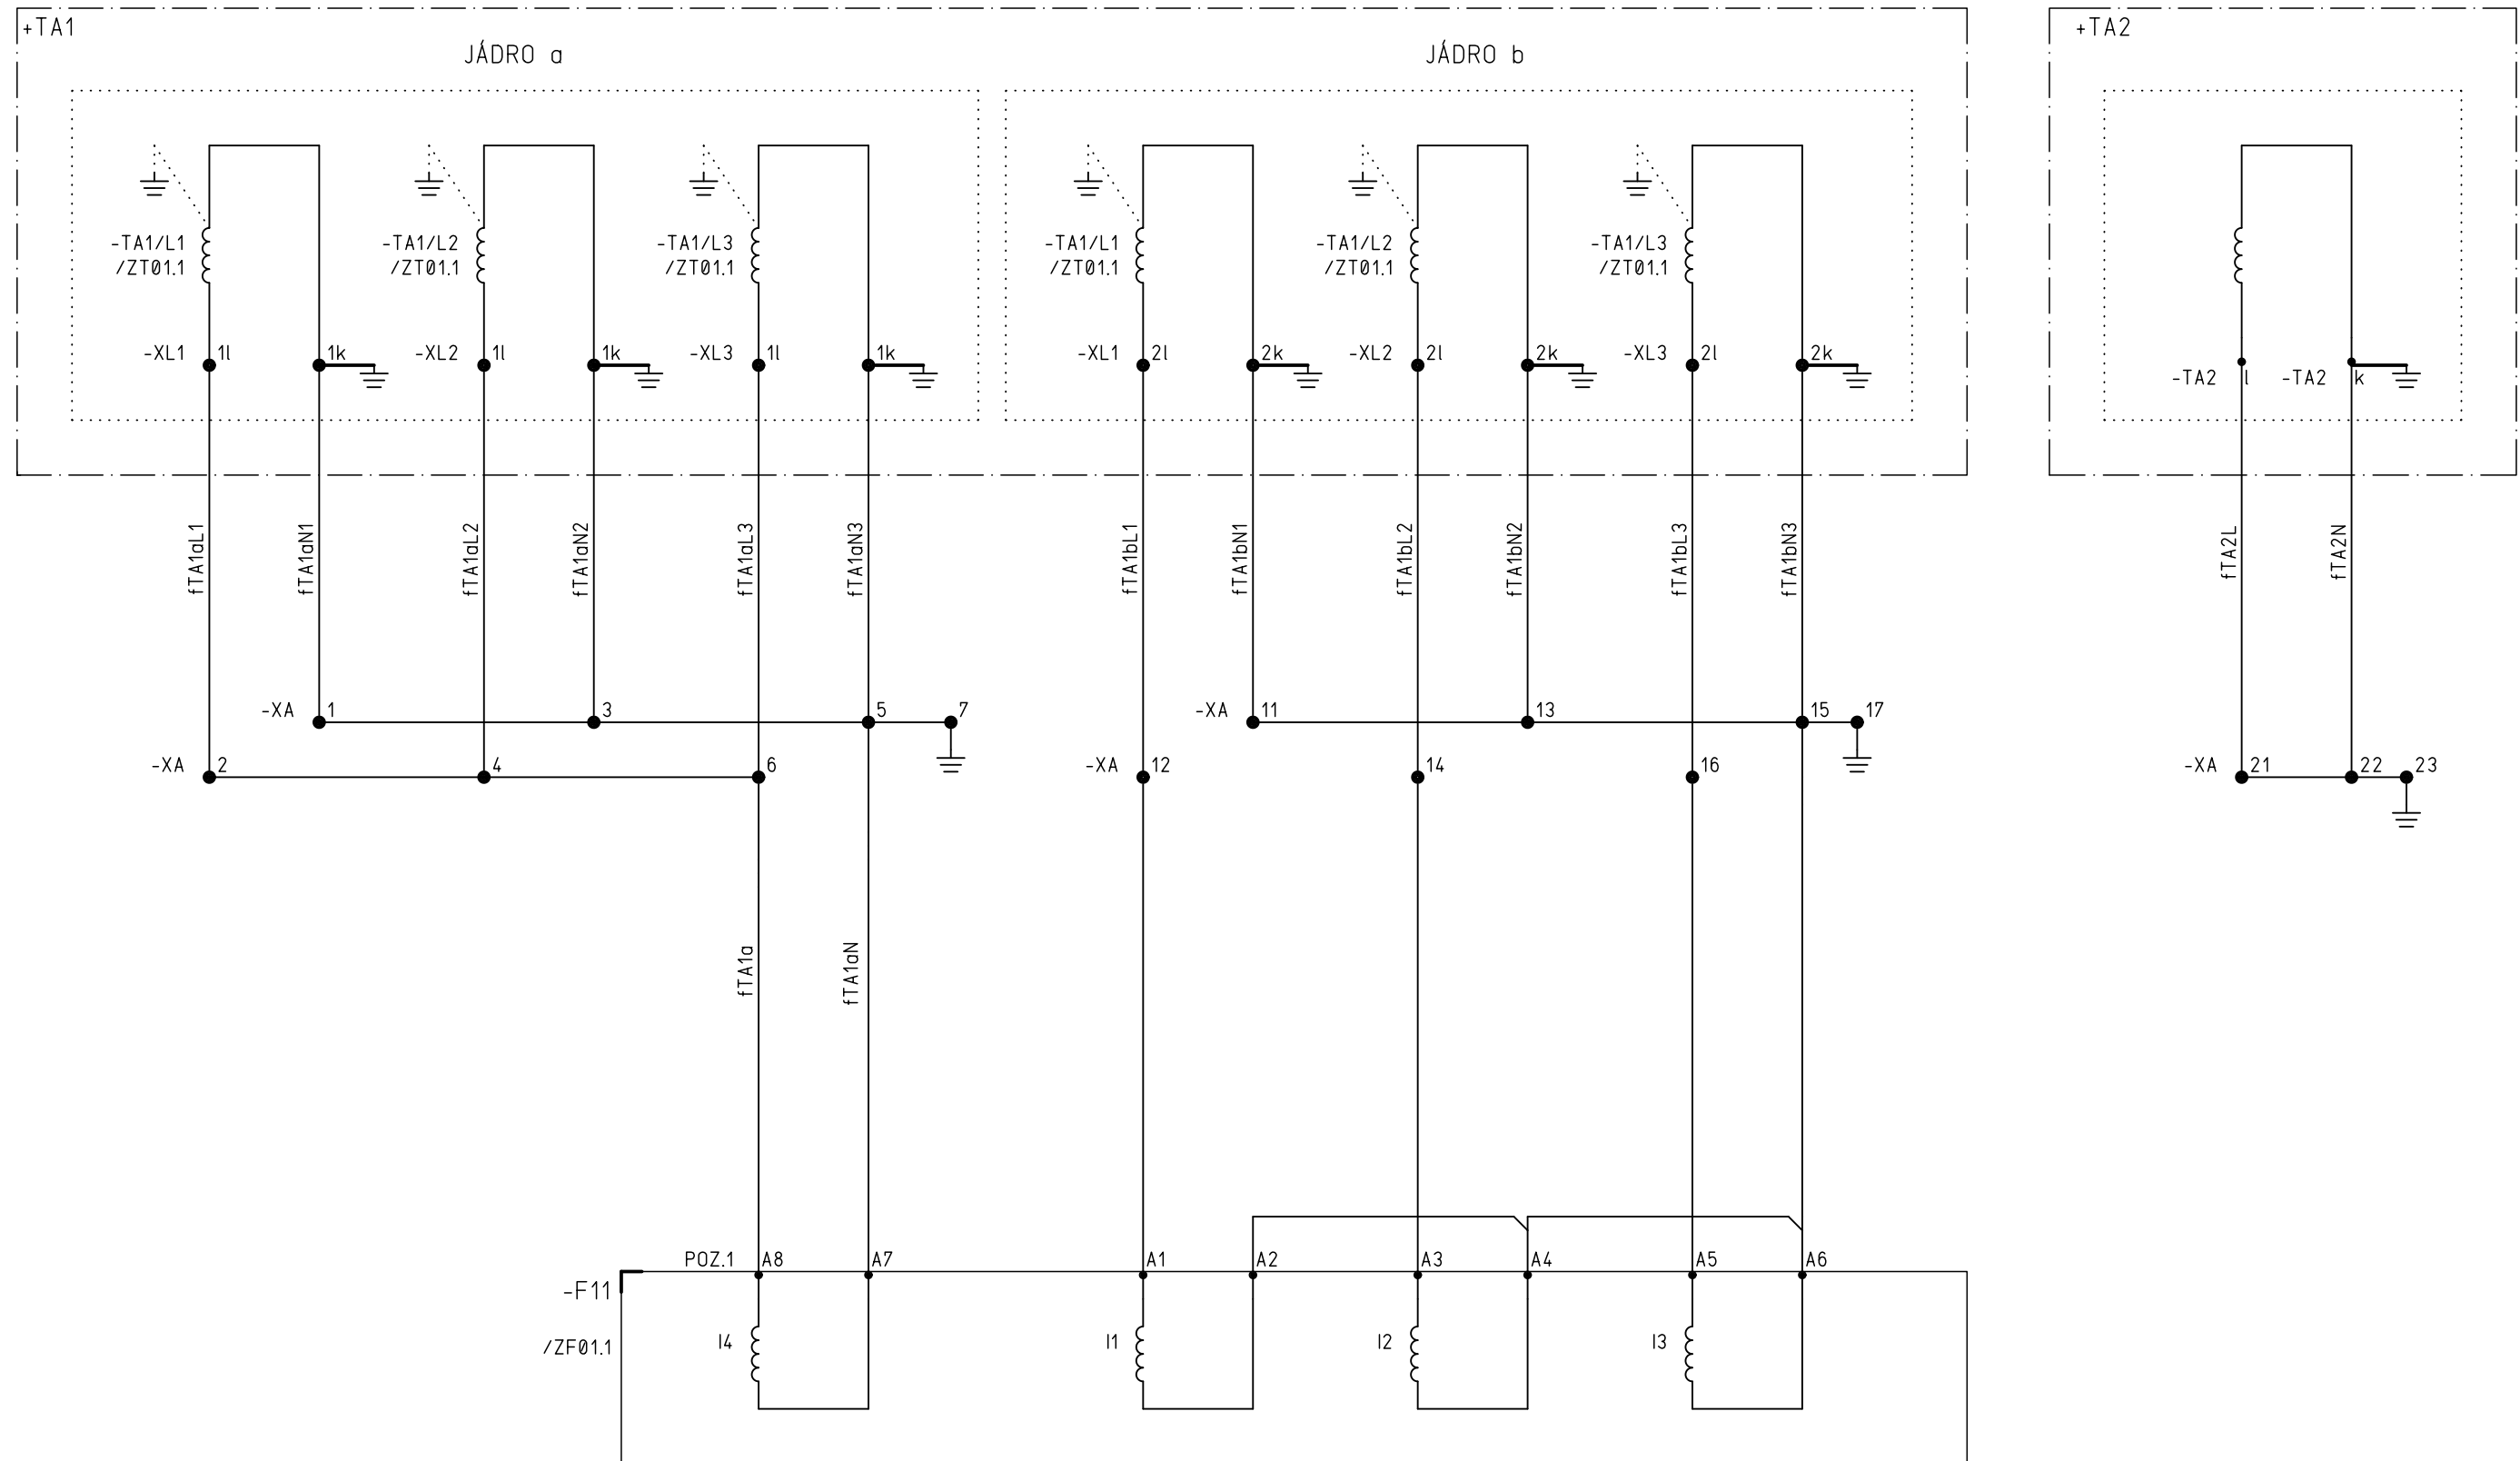 +TA1
+TA2
JÁDRO a
JÁDRO b
-TA1/L1
/ZT01.1
-TA1/L2
/ZT01.1
-TA1/L3
/ZT01.1
-TA1/L1
/ZT01.1
-TA1/L2
/ZT01.1
-TA1/L3
/ZT01.1
-XL1 1l 1k
-XL2 1l 1k
-XL3 1l 1k
-XL1 2l 2k
-XL2 2l 2k
-XL3 2l 2k
-TA2 l
-TA2 k
fTA1aL1
fTA1aN1
fTA1aL2
fTA1aN2
fTA1aL3
fTA1aN3
fTA1bL1
fTA1bN1
fTA1bL2
fTA1bN2
fTA1bL3
fTA1bN3
fTA2L
fTA2N
-XA 1 3 5 7
-XA 11 13 15 17
-XA 2 4 6
-XA 12 14 16
-XA 21 22 23
fTA1a
fTA1aN
POZ.1 A8 A7 A1 A2 A3 A4 A5 A6
-F11
/ZF01.1
I4 I1 I2 I3